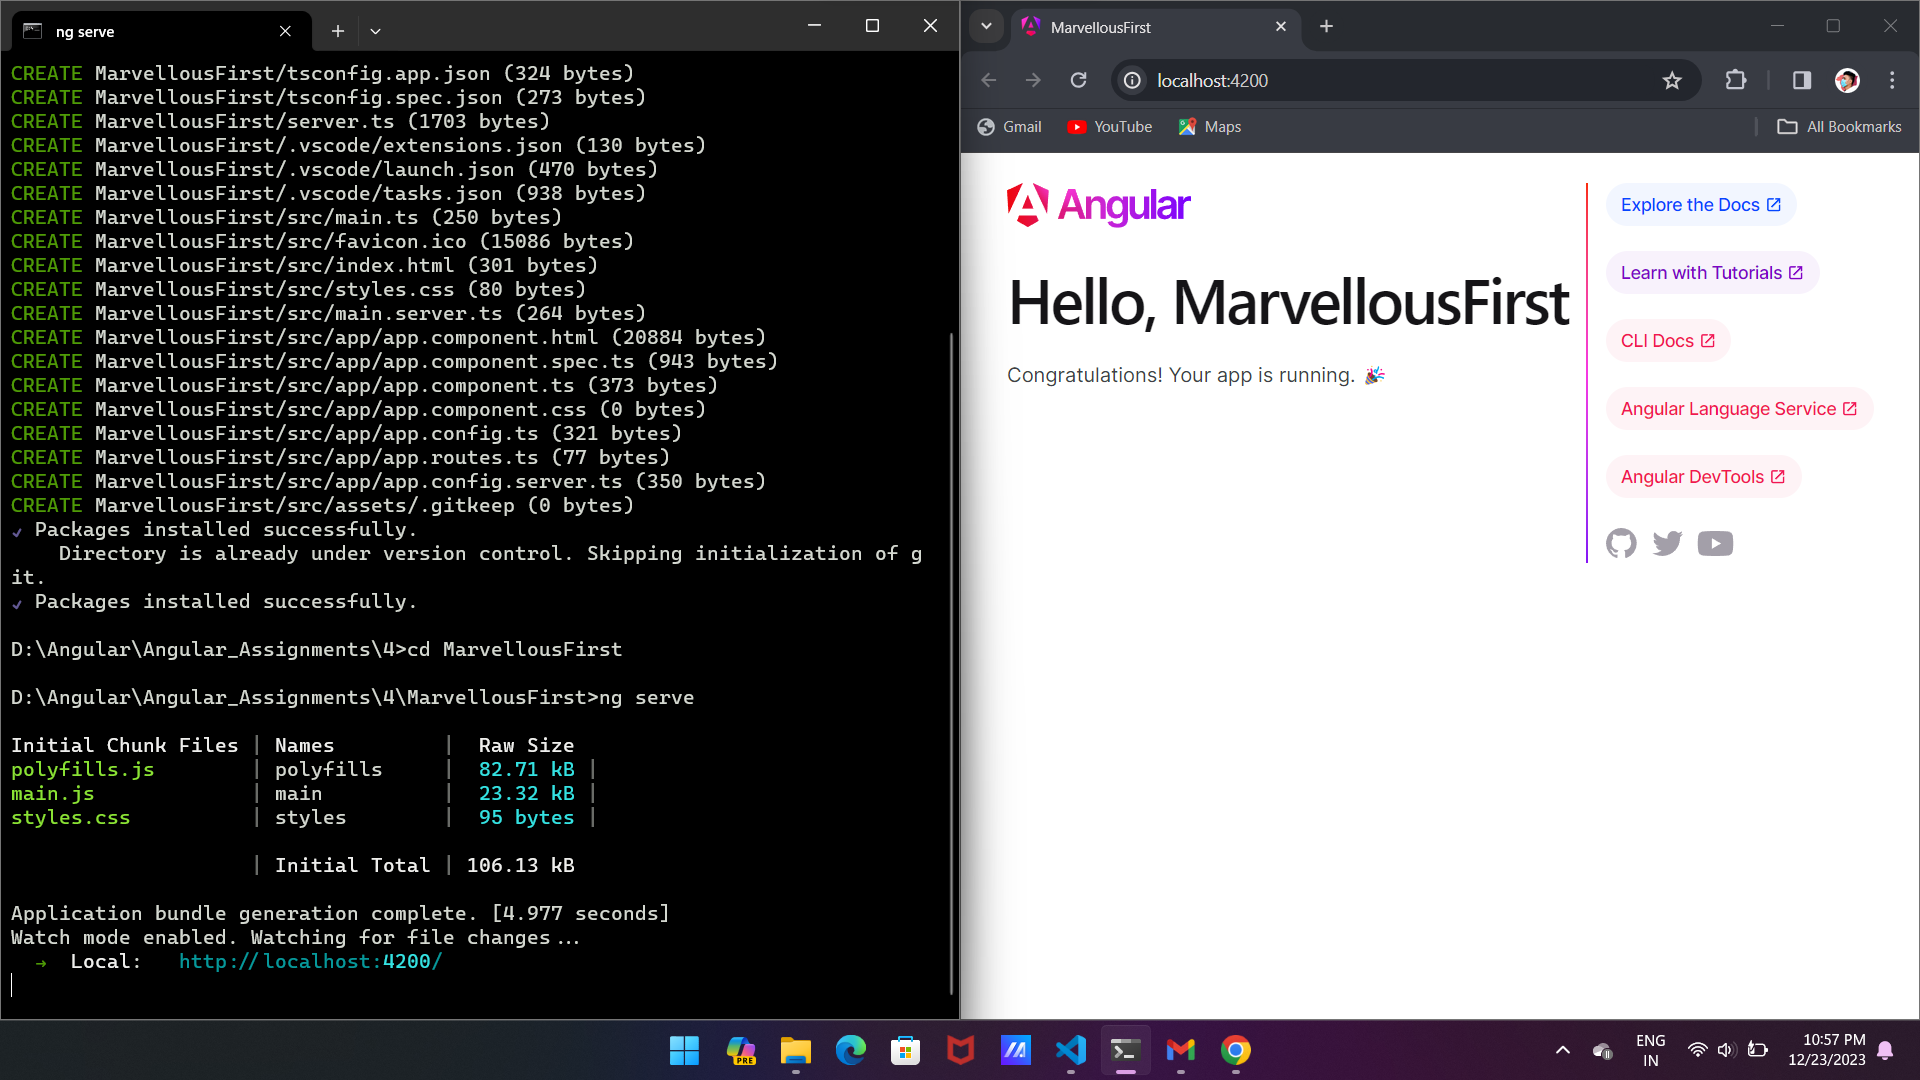 ng serve
CREATE MarvellousFirst/tsconfig.app.json (324 bytes)
CREATE MarvellousFirst/tsconfig.spec.json (273 bytes)
CREATE MarvellousFirst/server.ts (1703 bytes)
CREATE MarvellousFirst/.vscode/extensions.json (130 bytes)
CREATE MarvellousFirst/.vscode/launch.json (470 bytes)
CREATE MarvellousFirst/.vscode/tasks.json (938 bytes)
CREATE MarvellousFirst/src/main.ts (250 bytes)
CREATE MarvellousFirst/src/favicon.ico (15086 bytes)
CREATE MarvellousFirst/src/index.html (301 bytes)
CREATE MarvellousFirst/src/styles.css (80 bytes)
CREATE MarvellousFirst/src/main.server.ts (264 bytes)
CREATE MarvellousFirst/src/app/app.component.html (20884 bytes)
CREATE MarvellousFirst/src/app/app.component.spec.ts (943 bytes)
CREATE MarvellousFirst/src/app/app.component.ts (373 bytes)
CREATE MarvellousFirst/src/app/app.component.css (0 bytes)
CREATE MarvellousFirst/src/app/app.config.ts (321 bytes)
CREATE MarvellousFirst/src/app/app.routes.ts (77 bytes)
CREATE MarvellousFirst/src/app/app.config.server.ts (350 bytes)
CREATE MarvellousFirst/src/assets/.gitkeep (0 bytes)
✓ Packages installed successfully.
Directory is already under version control. Skipping initialization of g
it.
✓ Packages installed successfully.
D:\Angular\Angular_Assignments\4>cd MarvellousFirst
D:\Angular\Angular_Assignments\4\MarvellousFirst>ng serve
Initial Chunk Files | Names | Raw Size
polyfills.js | polyfills | 82.71 kB |
main.js | main | 23.32 kB |
styles.css | styles | 95 bytes |
| Initial Total | 106.13 kB
Application bundle generation complete. [4.977 seconds]
Watch mode enabled. Watching for file changes...
→ Local: http://localhost:4200/
MarvellousFirst
localhost:4200
Gmail
YouTube
Maps
All Bookmarks
Angular
Hello, MarvellousFirst
Congratulations! Your app is running. 🎉
Explore the Docs
Learn with Tutorials
CLI Docs
Angular Language Service
Angular DevTools
PRE
ENG
IN
10:57 PM
12/23/2023